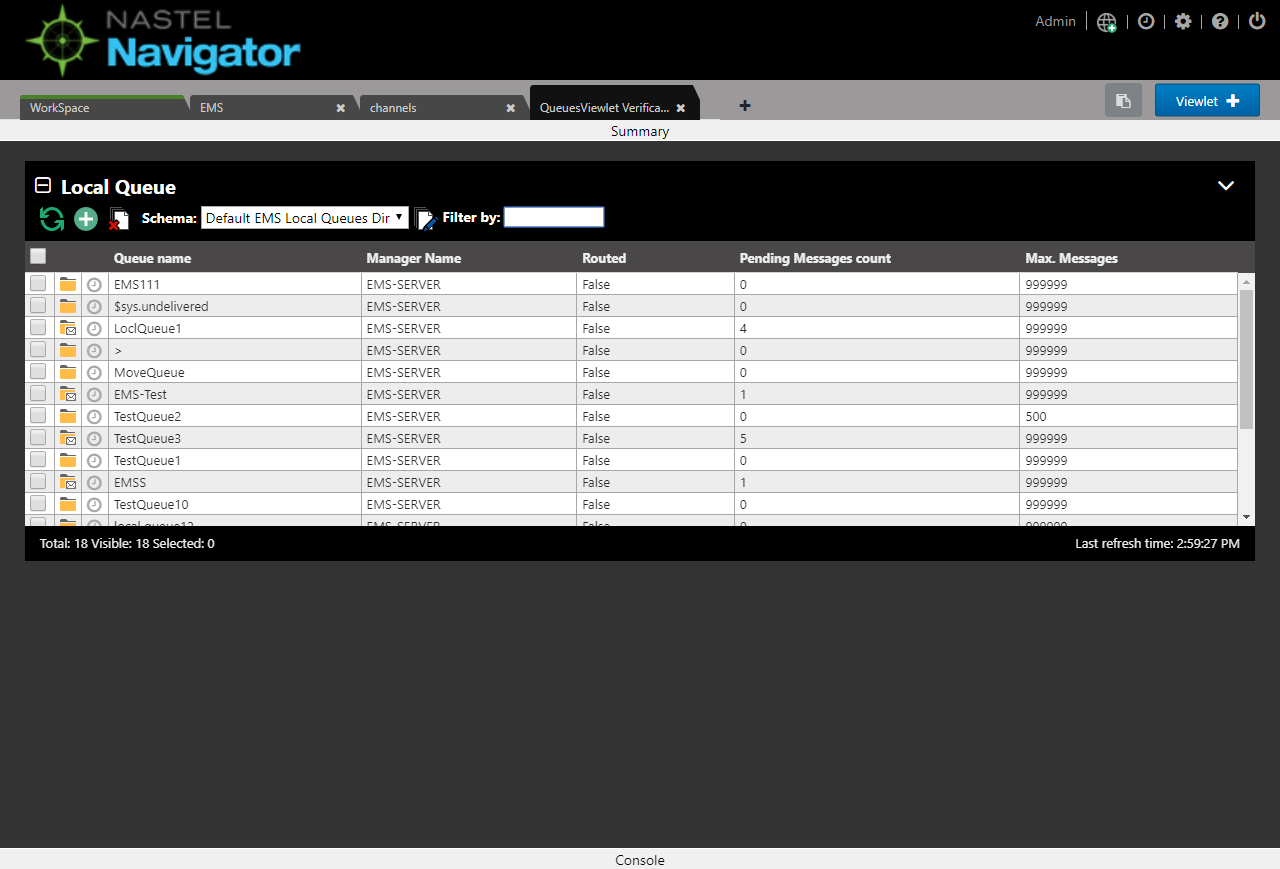 NASTEL
Navigator
Admin
WorkSpace EMS channels QueuesViewlet Verifica... Viewlet
Summary
Local Queue
Schema: Default EMS Local Queues Dir Filter by:
Queue name Manager Name Routed Pending Messages count Max. Messages
EMS111 EMS-SERVER False 0 999999
$sys.undelivered EMS-SERVER False 0 999999
LoclQueue1 EMS-SERVER False 4 999999
> EMS-SERVER False 0 999999
MoveQueue EMS-SERVER False 0 999999
EMS-Test EMS-SERVER False 1 999999
TestQueue2 EMS-SERVER False 0 500
TestQueue3 EMS-SERVER False 5 999999
TestQueue1 EMS-SERVER False 0 999999
EMSS EMS-SERVER False 1 999999
TestQueue10 EMS-SERVER False 0 999999
EMS-SERVER False 0 999999
Total: 18 Visible: 18 Selected: 0 Last refresh time: 2:59:27 PM
Console